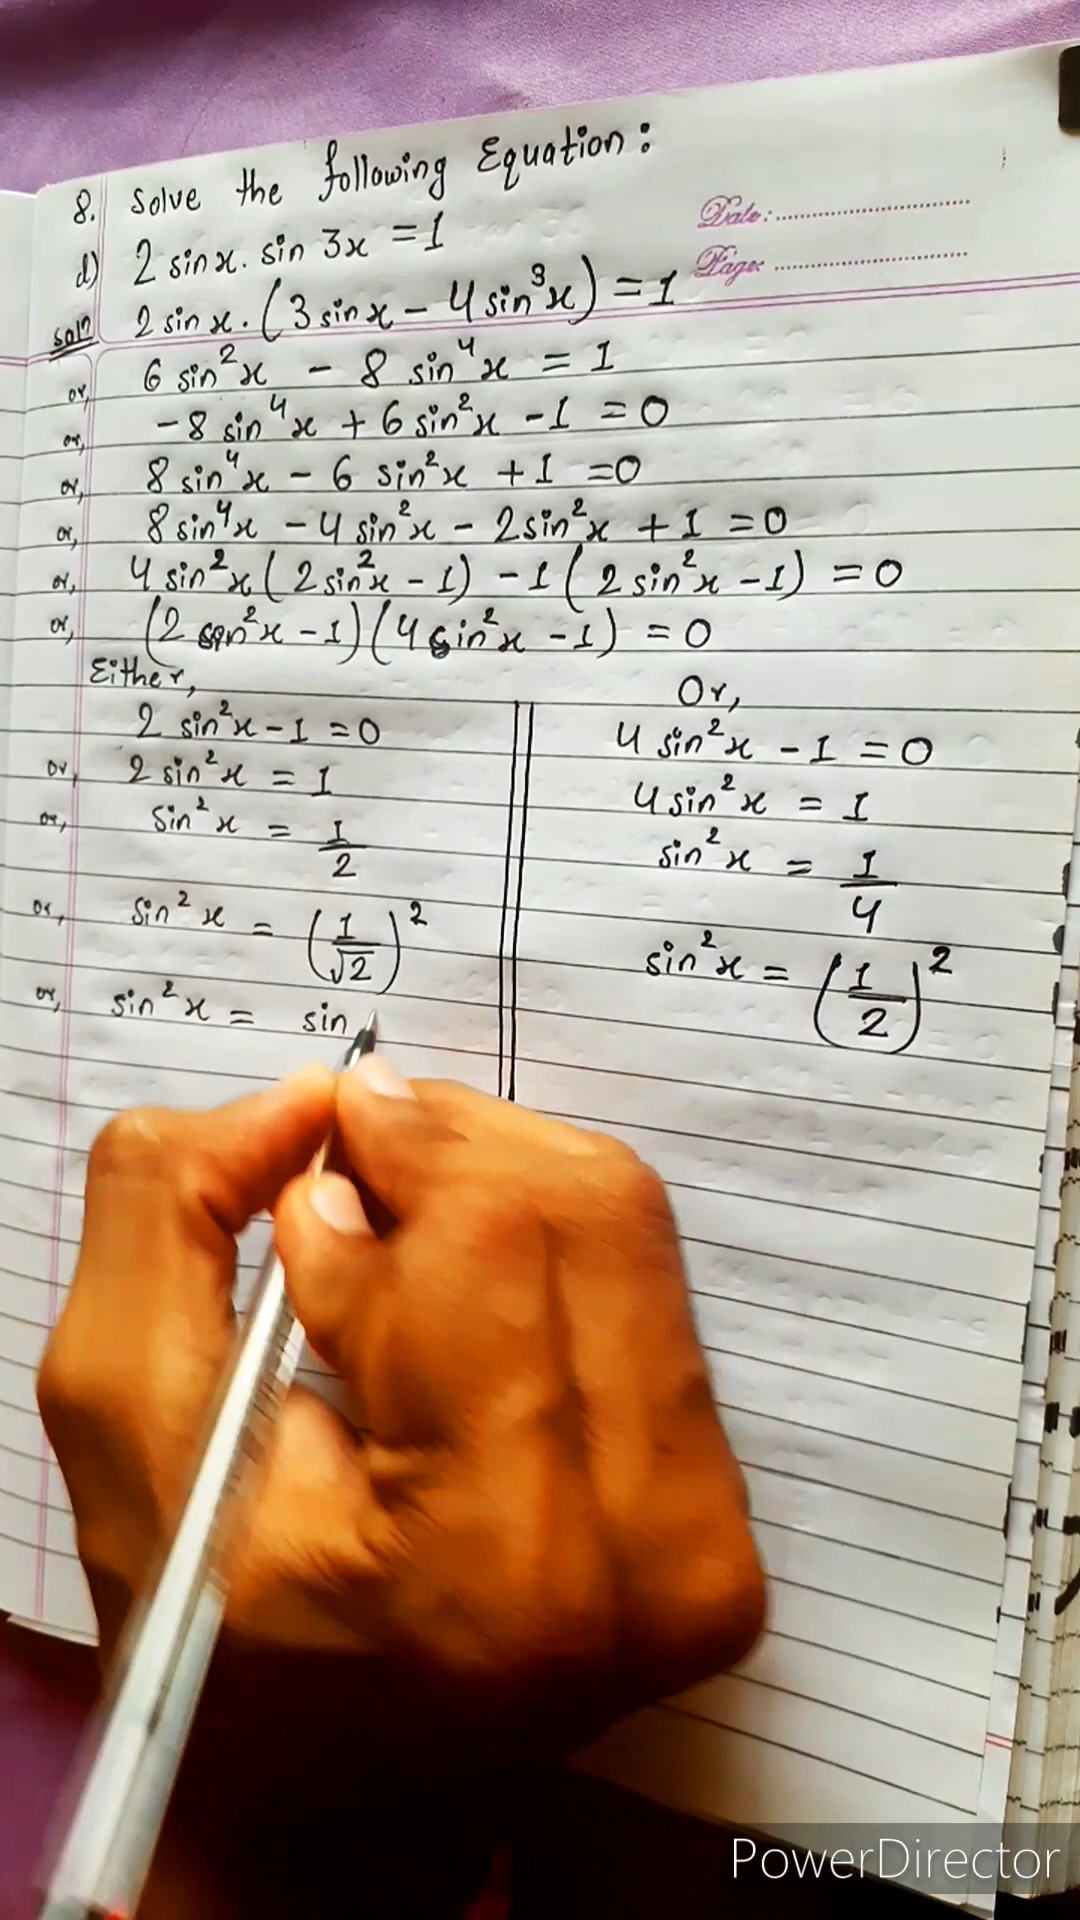 8. Solve the following Equation:
Date:
d) 2 sinx. sin 3x = 1
Page:
soln 2 sin x. (3 sinx - 4 sin³x) = 1
or, 6 sin²x - 8 sin⁴x = 1
or, -8 sin⁴x + 6 sin²x - 1 = 0
or, 8 sin⁴x - 6 sin²x + 1 = 0
or, 8 sin⁴x - 4 sin²x - 2 sin²x + 1 = 0
or, 4 sin²x (2 sin²x - 1) - 1 (2 sin²x - 1) = 0
or, (2 sin²x - 1)(4 sin²x - 1) = 0
Either,
2 sin²x - 1 = 0
or, 2 sin²x = 1
or, sin²x = 1/2
or, sin²x = (1/√2)²
or, sin²x = sin
Or,
4 sin²x - 1 = 0
4 sin²x = 1
sin²x = 1/4
sin²x = (1/2)²
PowerDirector